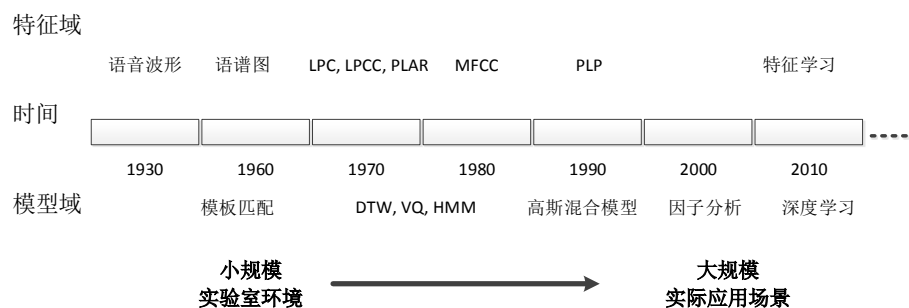 特征域
语音波形 语谱图 LPC, LPCC, PLAR MFCC PLP 特征学习
时间
1930 1960 1970 1980 1990 2000 2010
模型域 模板匹配 DTW, VQ, HMM 高斯混合模型 因子分析 深度学习
小规模 大规模
实验室环境 实际应用场景